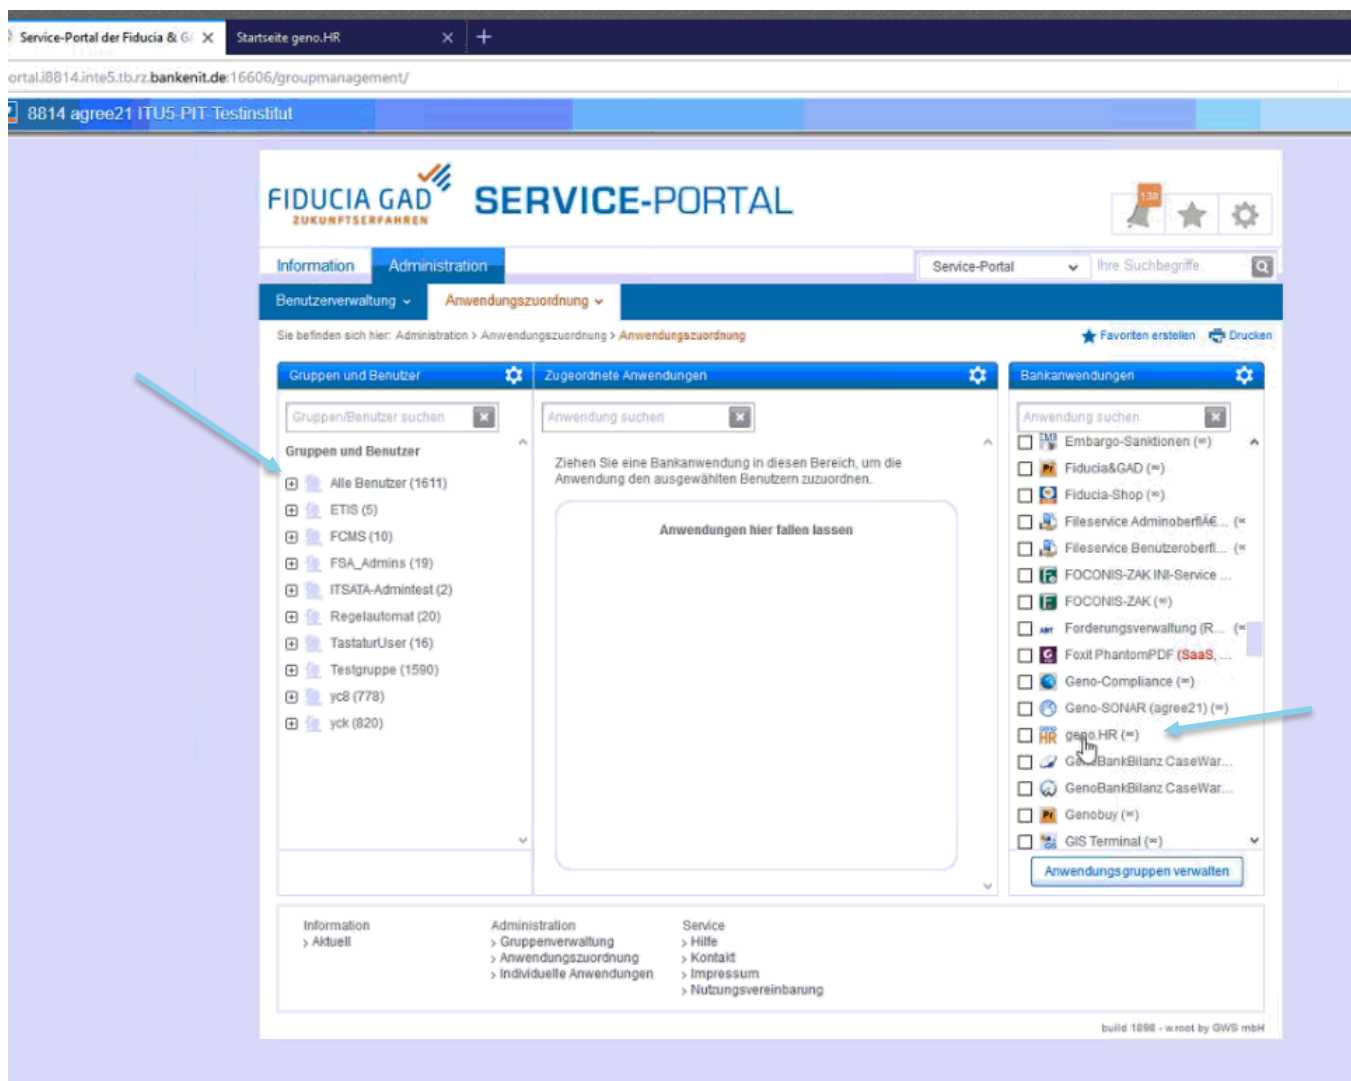 Service-Portal der Fiducia & G
Startseite geno.HR
ortal.i8814.inte5.tb.rz.bankenit.de:16606/groupmanagement/
8814 agree21 ITU5-PIT-Testinstitut
FIDUCIA GAD
ZUKUNFTSERFAHREN
SERVICE-PORTAL
138
Information Administration
Service-Portal
Ihre Suchbegriffe
Benutzerverwaltung Anwendungszuordnung
Sie befinden sich hier: Administration > Anwendungszuordnung > Anwendungszuordnung
Favoriten erstellen Drucken
Gruppen und Benutzer
Gruppen/Benutzer suchen
Gruppen und Benutzer
Alle Benutzer (1611)
ETIS (5)
FCMS (10)
FSA_Admins (19)
ITSATA-Admintest (2)
Regelautomat (20)
TastaturUser (16)
Testgruppe (1590)
yc8 (778)
yck (820)
Zugeordnete Anwendungen
Anwendung suchen
Ziehen Sie eine Bankanwendung in diesen Bereich, um die
Anwendung den ausgewählten Benutzern zuzuordnen.
Anwendungen hier fallen lassen
Bankanwendungen
Anwendung suchen
Embargo-Sanktionen (∞)
Fiducia&GAD (∞)
Fiducia-Shop (∞)
Fileservice AdminoberflÃ€... (∞
Fileservice Benutzeroberfl... (∞
FOCONIS-ZAK INI-Service ...
FOCONIS-ZAK (∞)
Forderungsverwaltung (R... (∞
Foxit PhantomPDF (SaaS, ...
Geno-Compliance (∞)
Geno-SONAR (agree21) (∞)
geno.HR (∞)
GenoBankBilanz CaseWar...
GenoBankBilanz CaseWar...
Genobuy (∞)
GIS Terminal (∞)
Anwendungsgruppen verwalten
Information
> Aktuell
Administration
> Gruppenverwaltung
> Anwendungszuordnung
> Individuelle Anwendungen
Service
> Hilfe
> Kontakt
> Impressum
> Nutzungsvereinbarung
build 1898 - w.root by GWS mbH